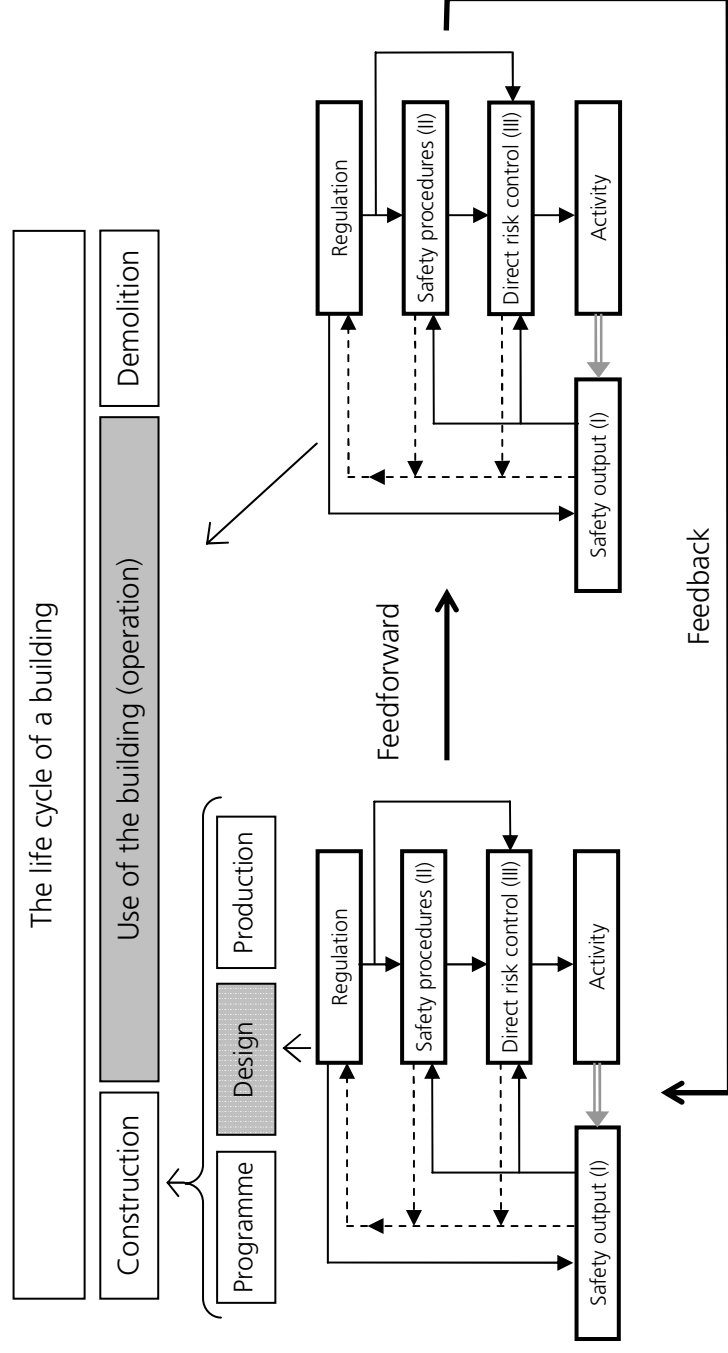 The life cycle of a building
Construction
Use of the building (operation)
Demolition
Programme
Design
Production
Regulation
Safety procedures (II)
Direct risk control (III)
Activity
Safety output (I)
Feedforward
Regulation
Safety procedures (II)
Direct risk control (III)
Activity
Safety output (I)
Feedback